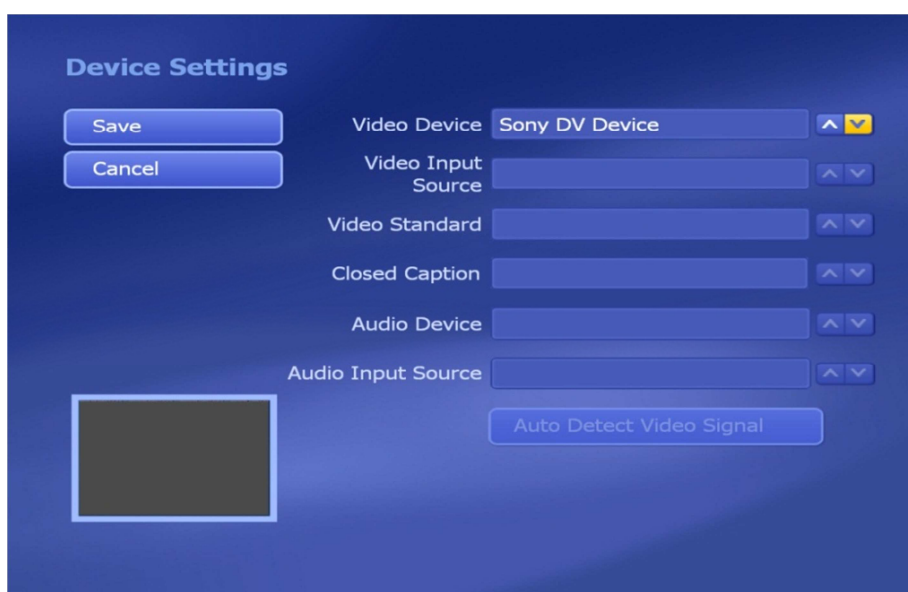 Device Settings
Save
Cancel
Video Device Sony DV Device
Video Input
Source
Video Standard
Closed Caption
Audio Device
Audio Input Source
Auto Detect Video Signal